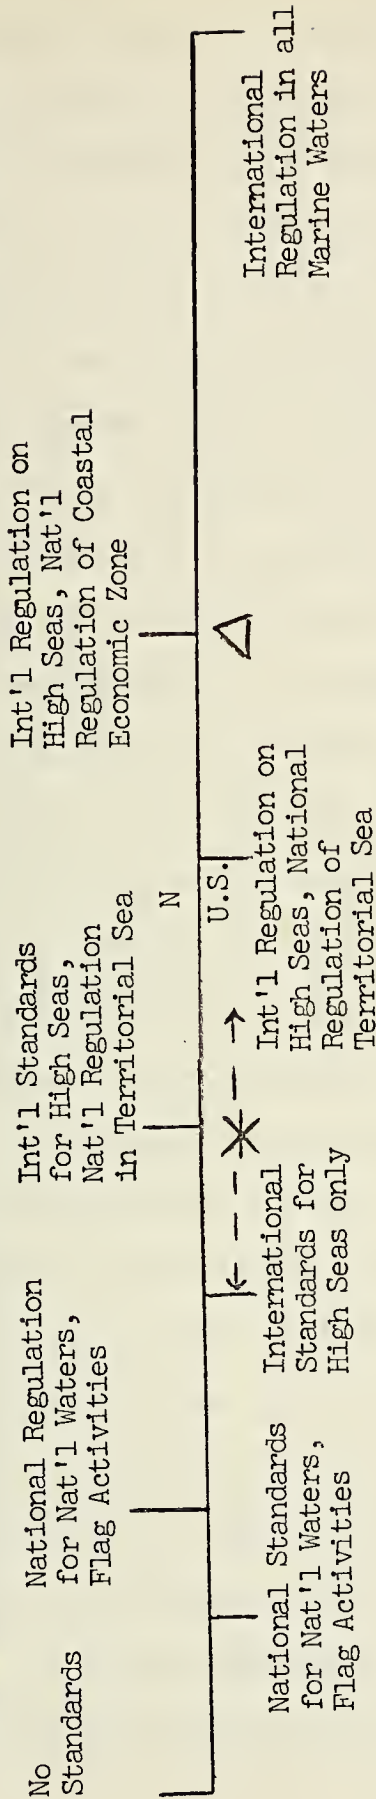 No
Standards
National Regulation
for Nat'l Waters,
Flag Activities
Int'l Standards
for High Seas,
Nat'l Regulation
in Territorial Sea
Int'l Regulation on
High Seas, Nat'l
Regulation of Coastal
Economic Zone
N
U.S.
National Standards
for Nat'l Waters,
Flag Activities
International
Standards for
High Seas only
Int'l Regulation on
High Seas, National
Regulation of
Territorial Sea
International
Regulation in all
Marine Waters